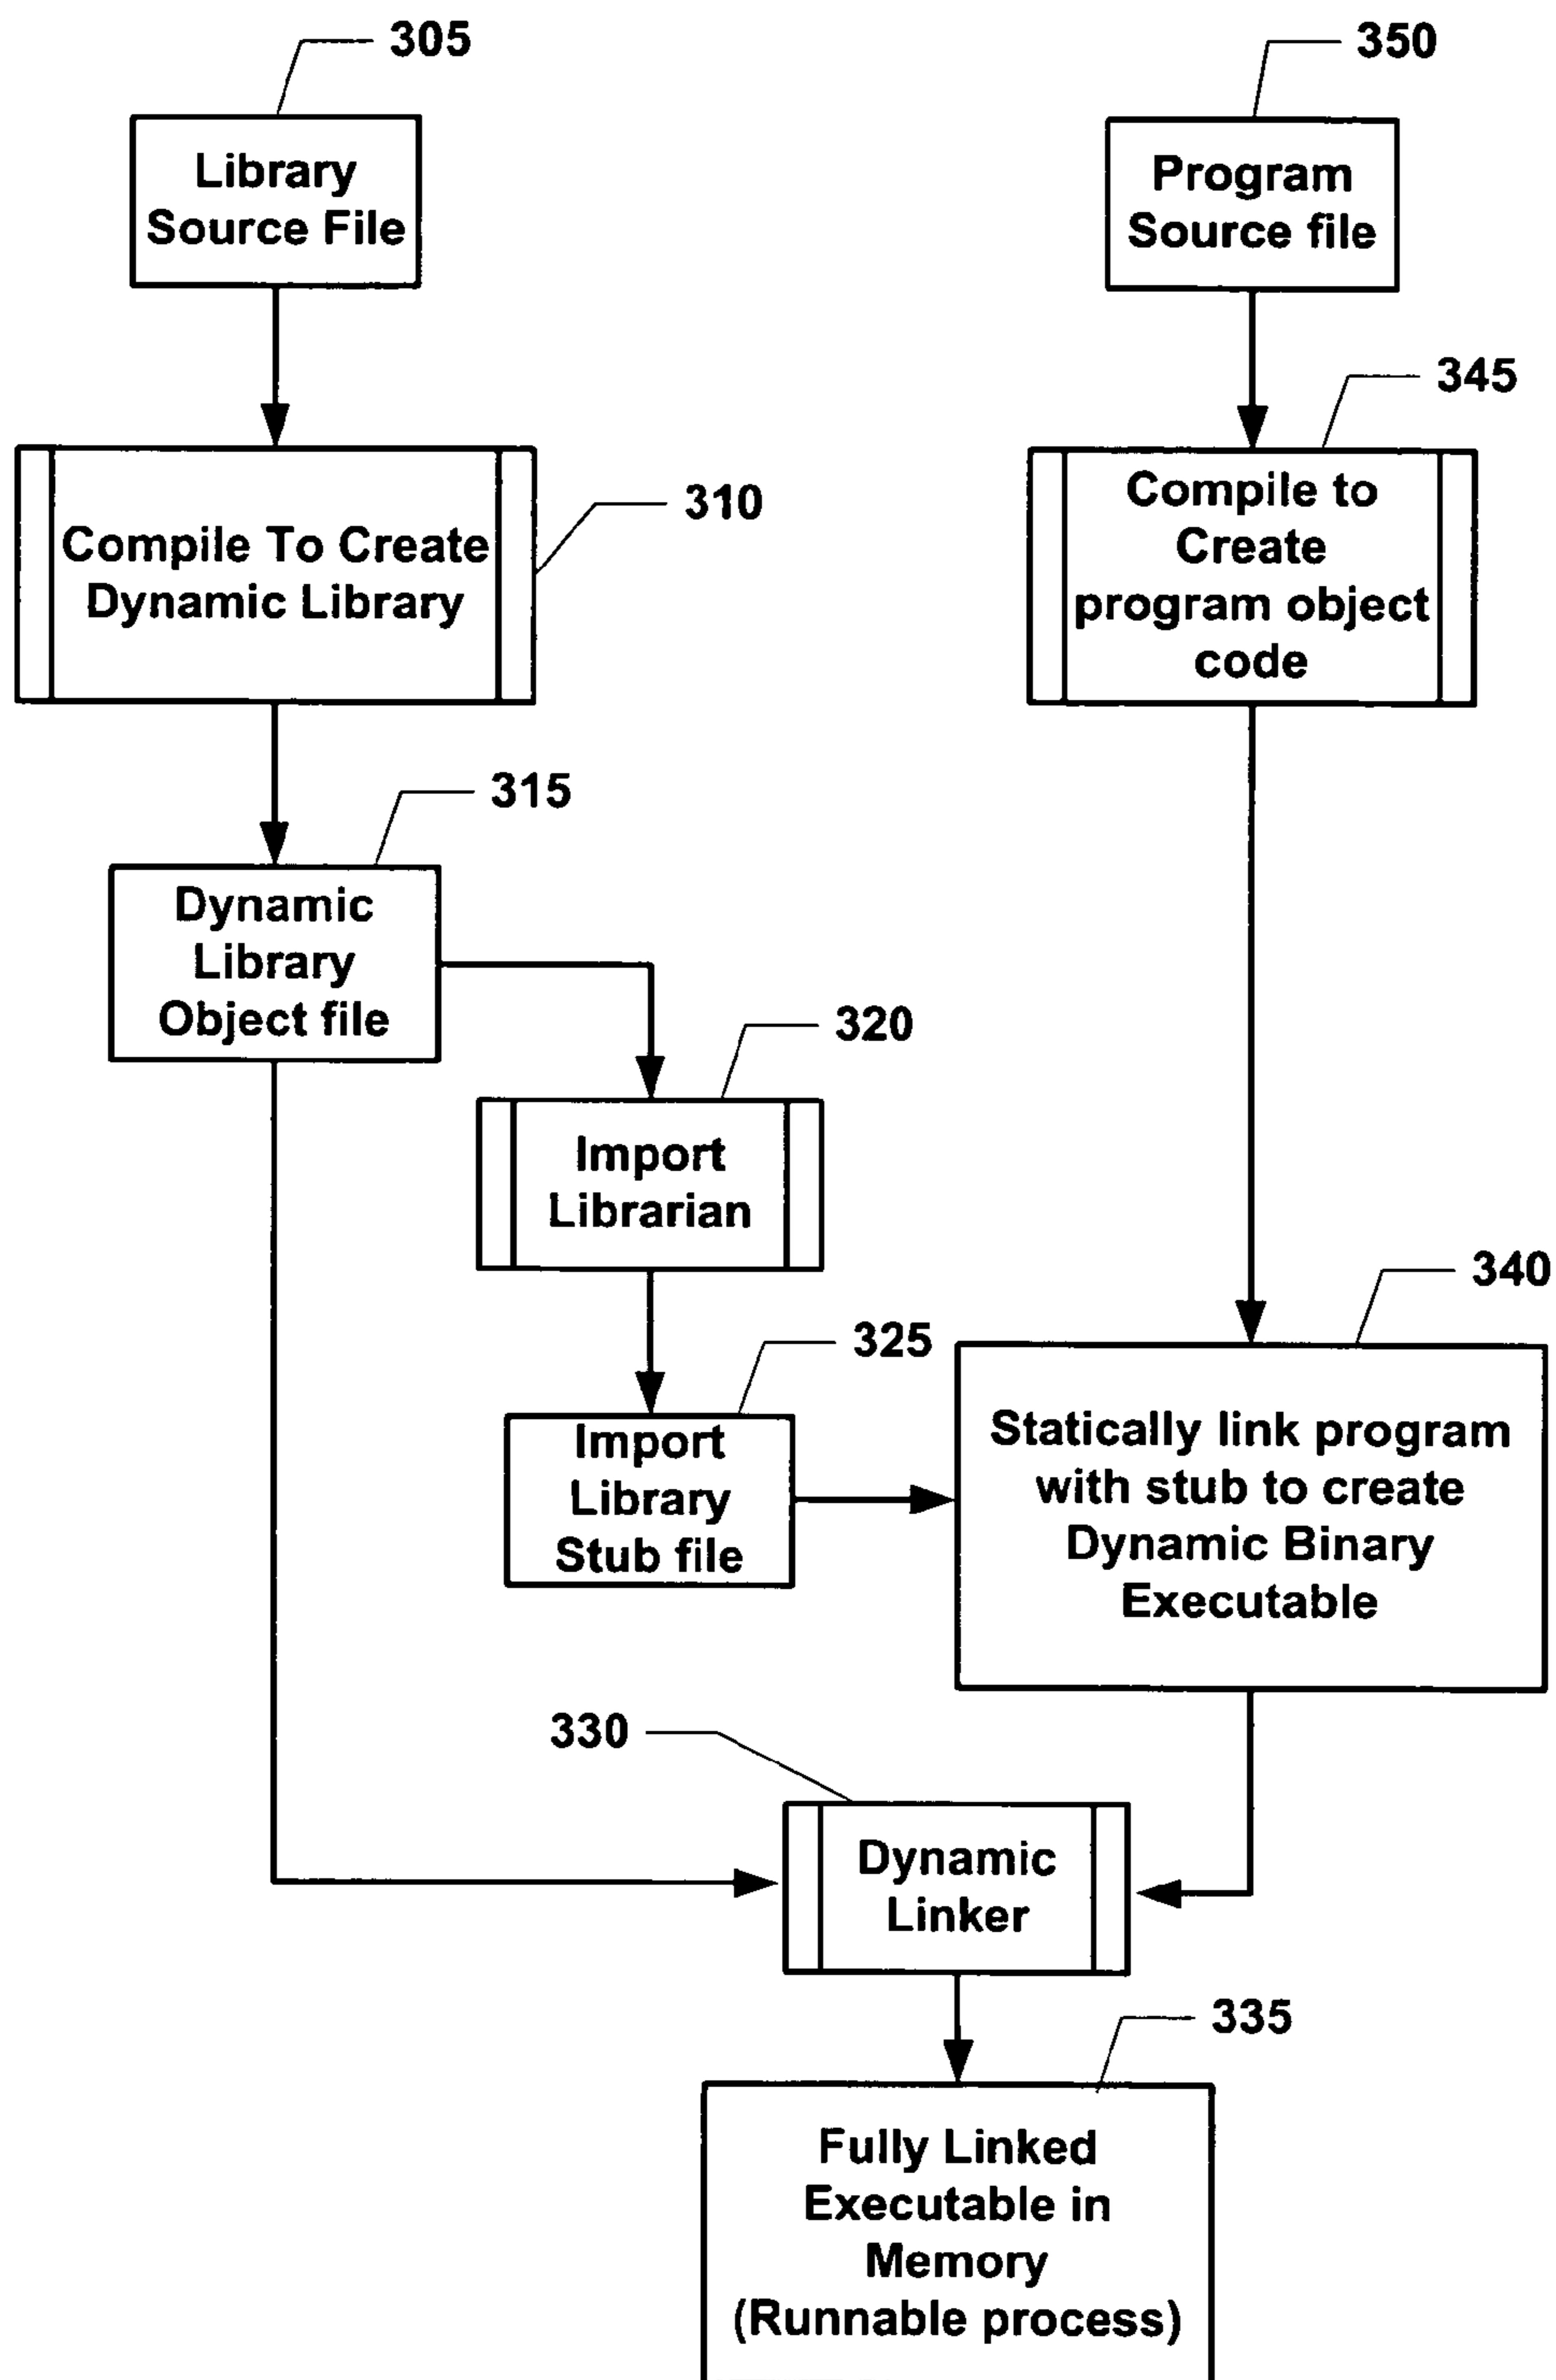 305
350
Library
Source File
Program
Source file
345
310
Compile To Create
Dynamic Library
Compile to
Create
program object
code
315
Dynamic
Library
Object file
320
Import
Librarian
340
325
Import
Library
Stub file
Statically link program
with stub to create
Dynamic Binary
Executable
330
Dynamic
Linker
335
Fully Linked
Executable in
Memory
(Runnable process)